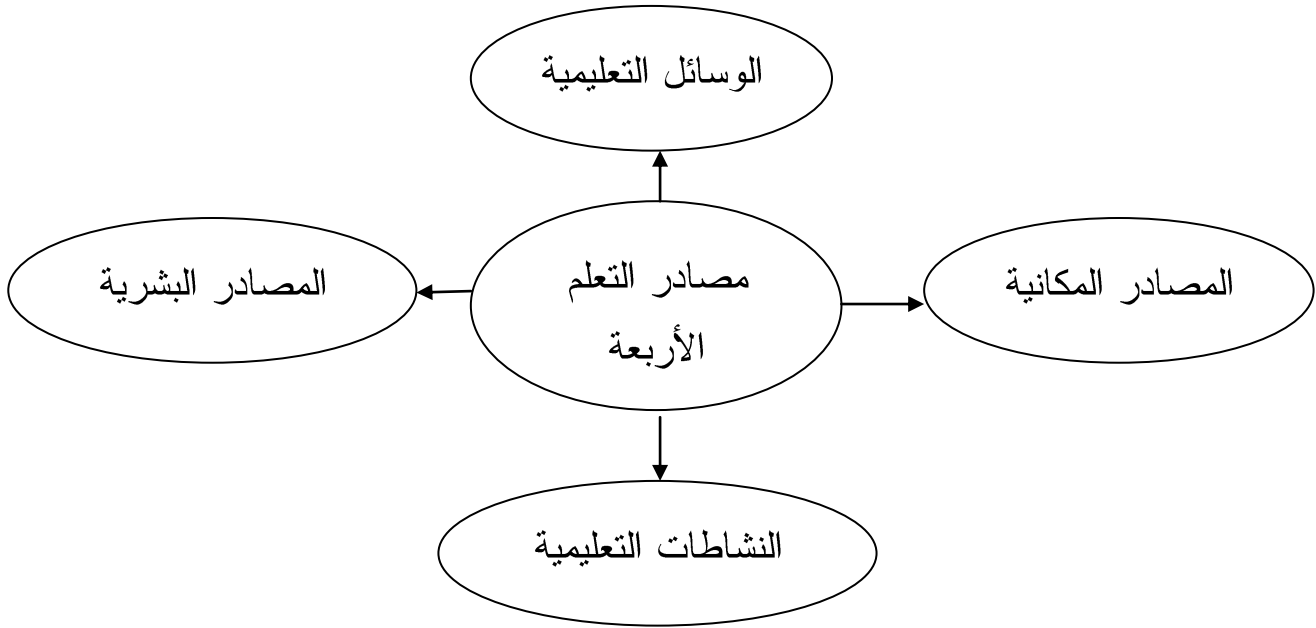 الوسائل التعليمية
المصادر المكانية
مصادر التعلم
الأربعة
المصادر البشرية
النشاطات التعليمية